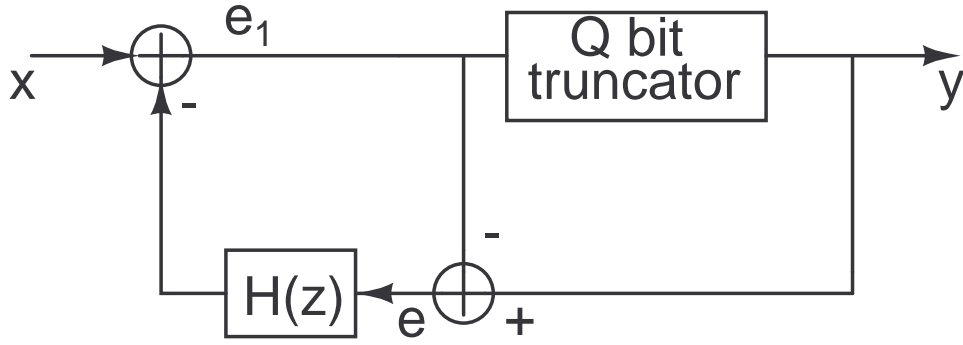 e₁
Q bit
truncator
x
-
y
-
H(z)
e
+